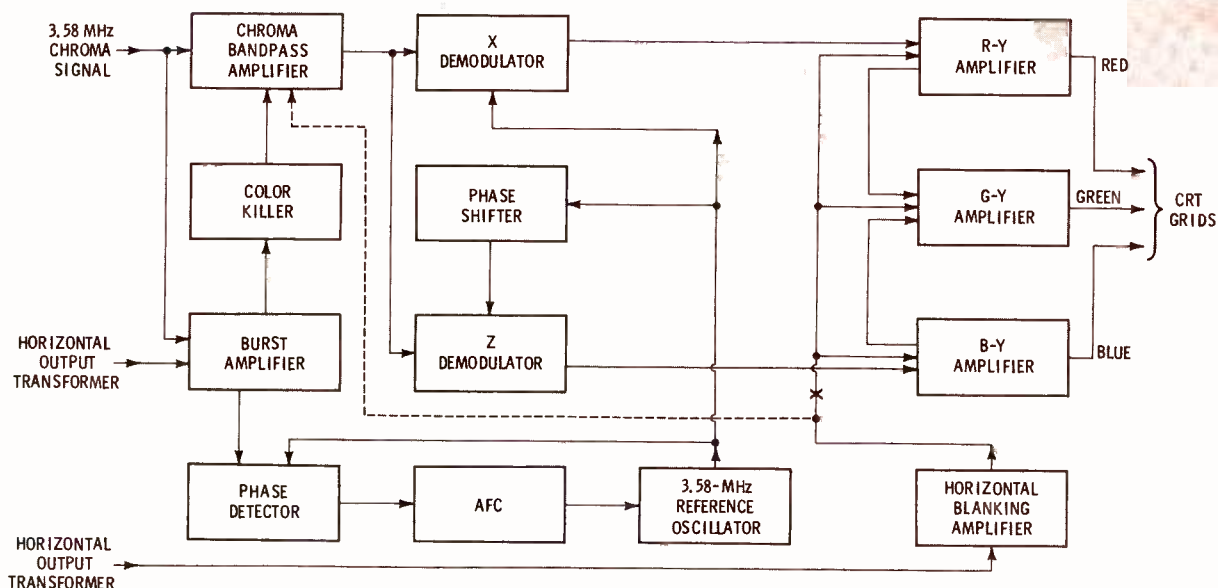 3.58 MHz
CHROMA
SIGNAL
CHROMA
BANDPASS
AMPLIFIER
X
DEMODULATOR
R-Y
AMPLIFIER
RED
COLOR
KILLER
PHASE
SHIFTER
G-Y
AMPLIFIER
GREEN
CRT
GRIDS
HORIZONTAL
OUTPUT
TRANSFORMER
BURST
AMPLIFIER
Z
DEMODULATOR
B-Y
AMPLIFIER
BLUE
X
PHASE
DETECTOR
AFC
3.58-MHz
REFERENCE
OSCILLATOR
HORIZONTAL
BLANKING
AMPLIFIER
HORIZONTAL
OUTPUT
TRANSFORMER